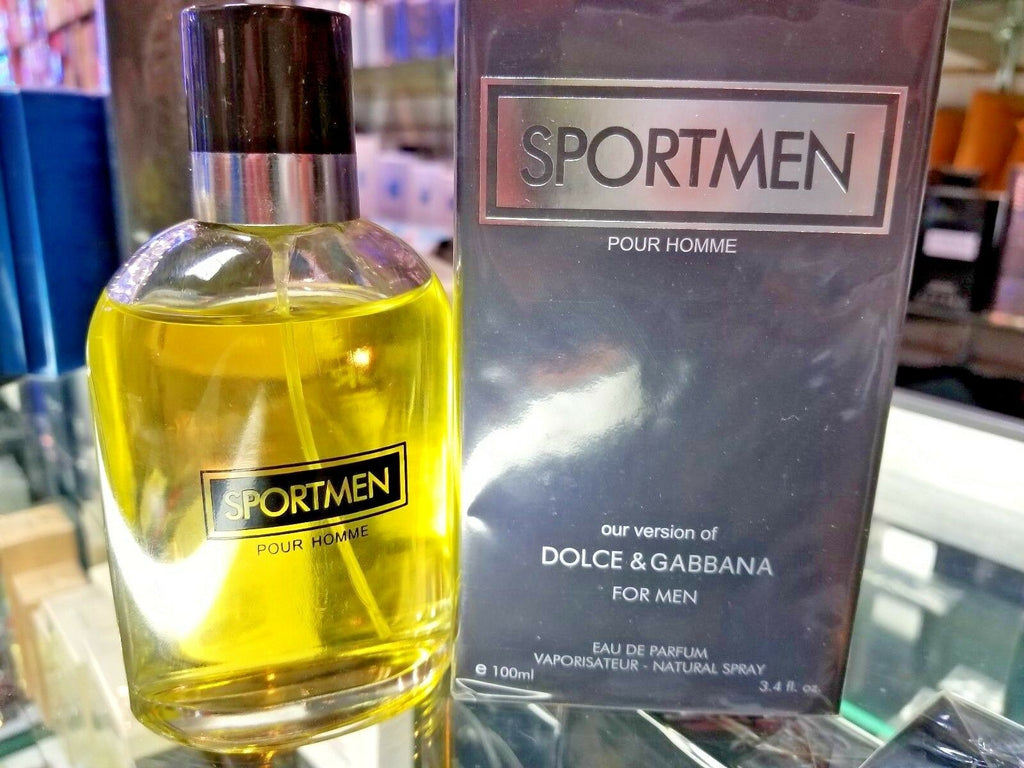 SPORTMEN
POUR HOMME
SPORTMEN
POUR HOMME
our version of
DOLCE & GABBANA
FOR MEN
EAU DE PARFUM
VAPORISATEUR - NATURAL SPRAY
e 100ml
3.4 fl. oz.